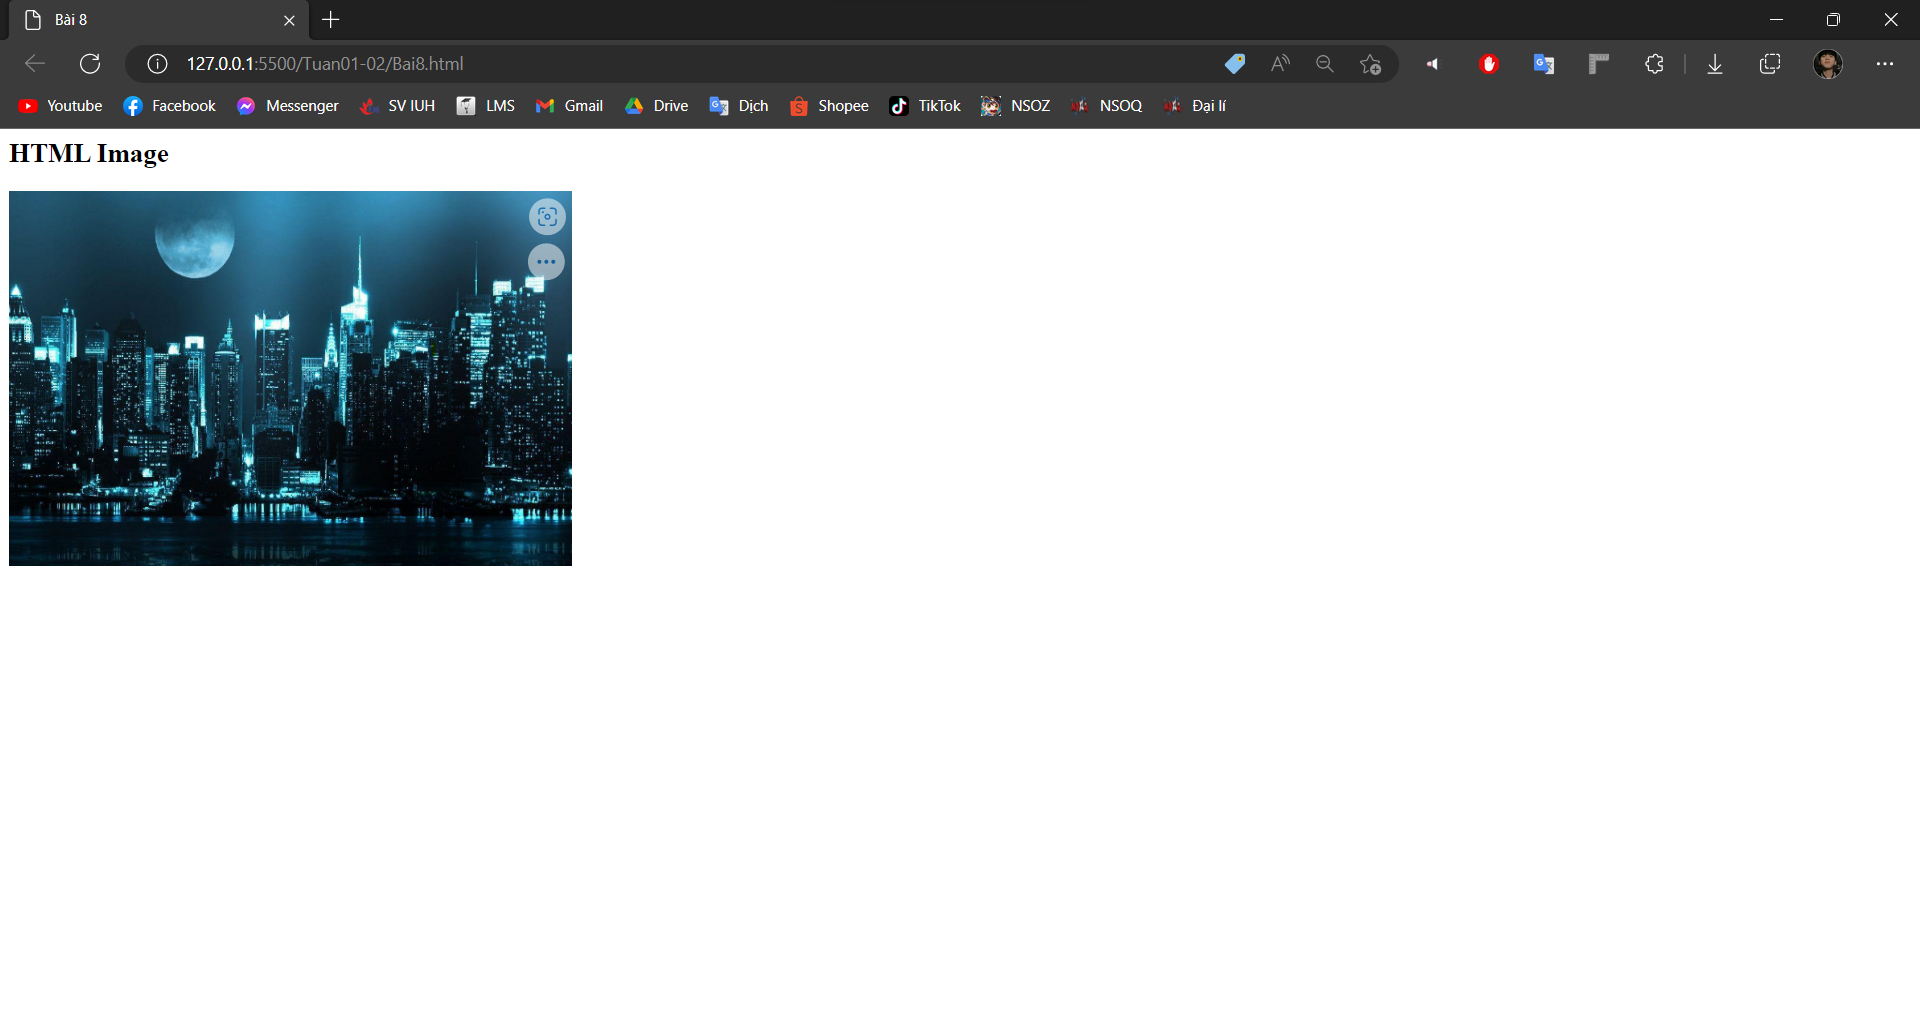 Bài 8
127.0.0.1:5500/Tuan01-02/Bai8.html
Youtube Facebook Messenger SV IUH LMS Gmail Drive Dịch Shopee TikTok NSOZ NSOQ Đại lí
HTML Image